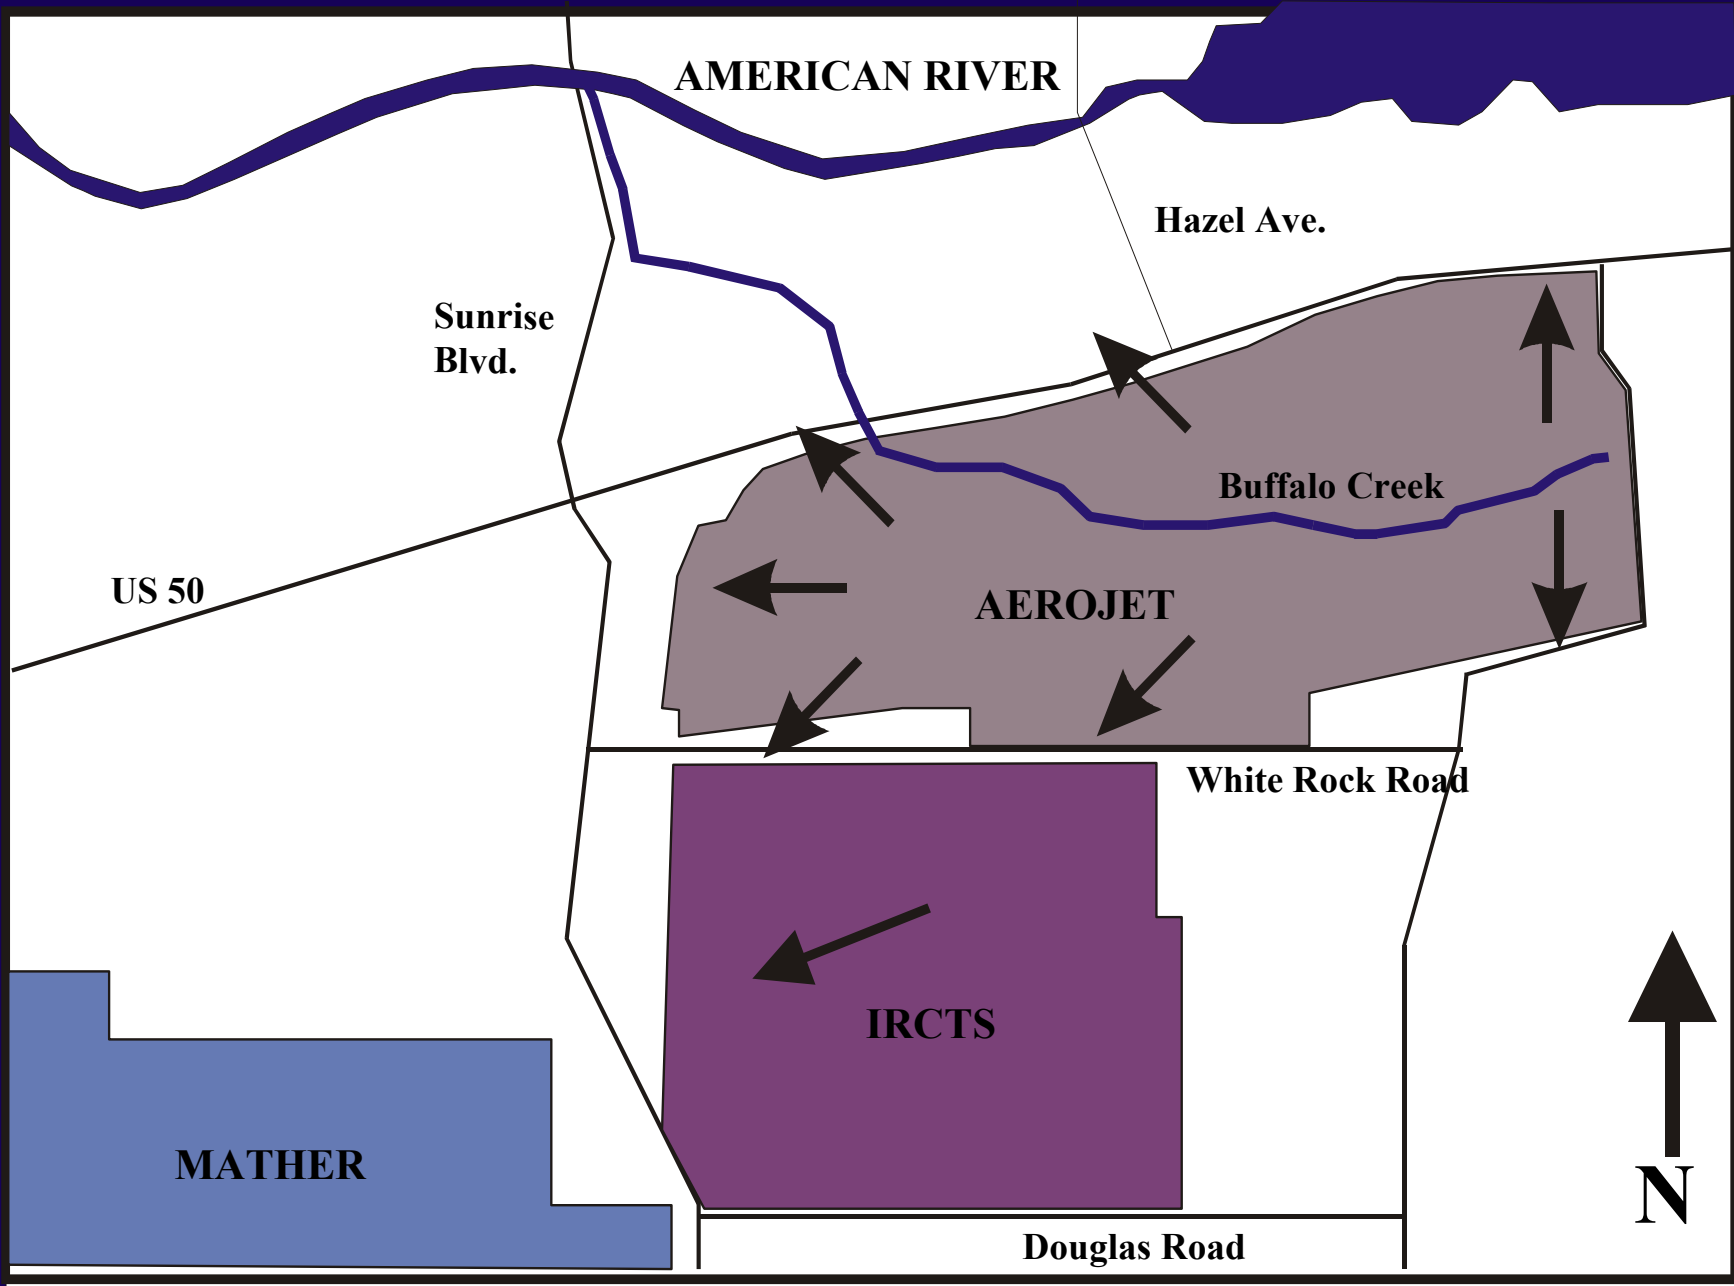 AMERICAN RIVER
Hazel Ave.
Sunrise
Blvd.
Buffalo Creek
US 50
AEROJET
White Rock Road
IRCTS
MATHER
N
Douglas Road